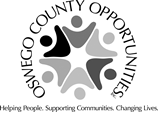 OSWEGO COUNTY OPPORTUNITIES
Helping People. Supporting Communities. Changing Lives.